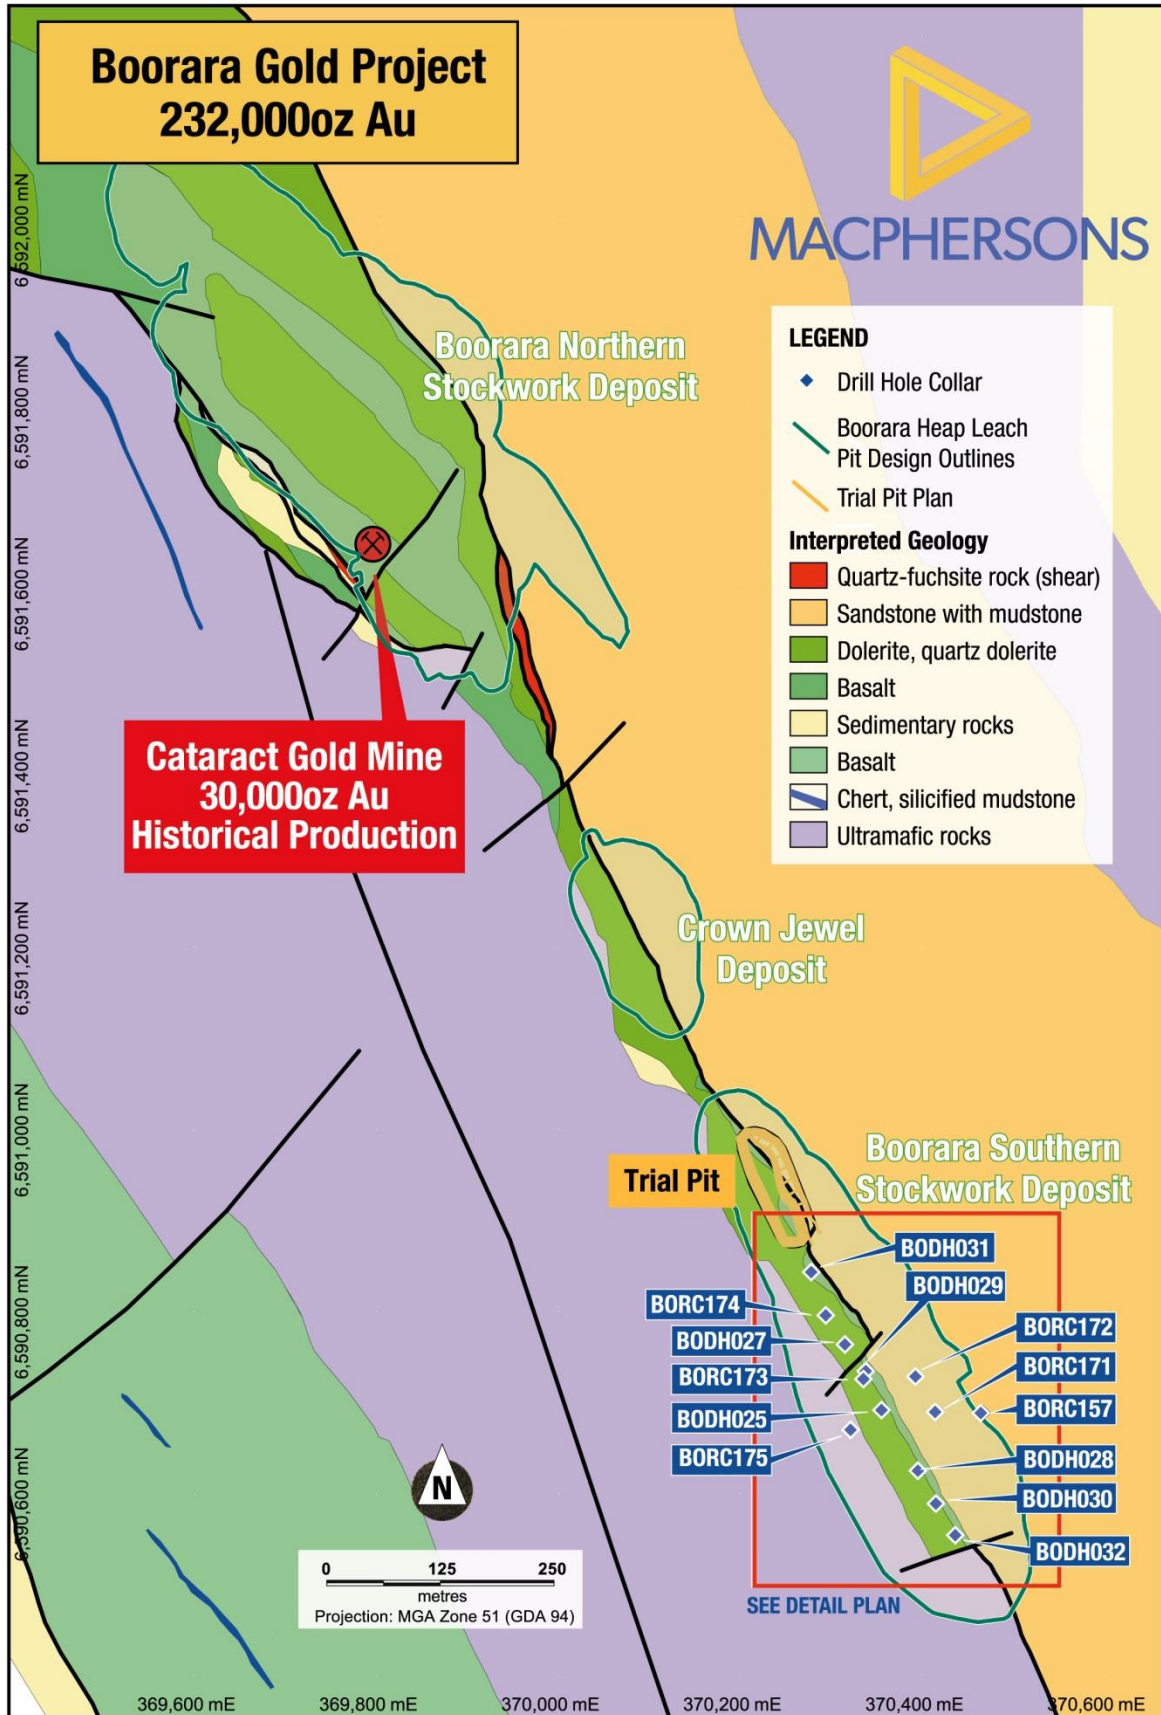 Boorara Gold Project
232,000oz Au
MACPHERSONS
6,592,000 mN
6,591,800 mN
6,591,600 mN
6,591,400 mN
6,591,200 mN
6,591,000 mN
6,590,800 mN
6,590,600 mN
Boorara Northern
Stockwork Deposit
LEGEND
Drill Hole Collar
Boorara Heap Leach
Pit Design Outlines
Trial Pit Plan
Interpreted Geology
Quartz-fuchsite rock (shear)
Sandstone with mudstone
Dolerite, quartz dolerite
Basalt
Sedimentary rocks
Basalt
Chert, silicified mudstone
Ultramafic rocks
Cataract Gold Mine
30,000oz Au
Historical Production
Crown Jewel
Deposit
Boorara Southern
Stockwork Deposit
Trial Pit
BODH031
BODH029
BORC174
BODH027
BORC173
BODH025
BORC175
BORC172
BORC171
BORC157
BODH028
BODH030
BODH032
SEE DETAIL PLAN
N
0 125 250
metres
Projection: MGA Zone 51 (GDA 94)
369,600 mE
369,800 mE
370,000 mE
370,200 mE
370,400 mE
370,600 mE